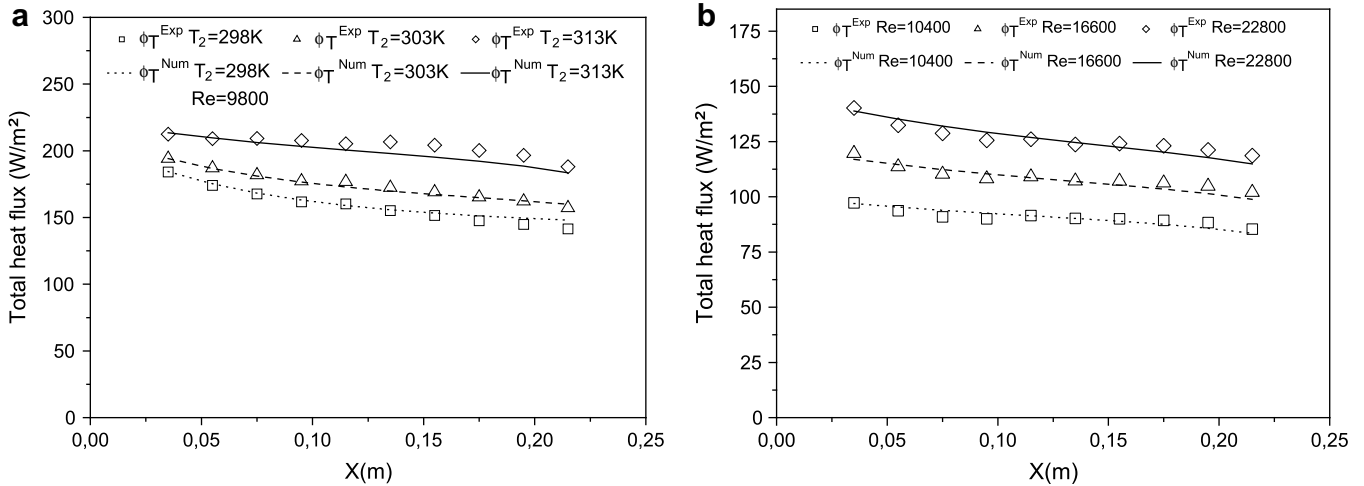 a
300
250
200
150
100
50
0
Total heat flux (W/m²)
ϕT^Exp T2=298K ϕT^Exp T2=303K ϕT^Exp T2=313K
ϕT^Num T2=298K ϕT^Num T2=303K ϕT^Num T2=313K
Re=9800
0,00 0,05 0,10 0,15 0,20 0,25
X(m)
b
175
150
125
100
75
50
25
0
Total heat flux (W/m²)
ϕT^Exp Re=10400 ϕT^Exp Re=16600 ϕT^Exp Re=22800
ϕT^Num Re=10400 ϕT^Num Re=16600 ϕT^Num Re=22800
0,00 0,05 0,10 0,15 0,20 0,25
X(m)